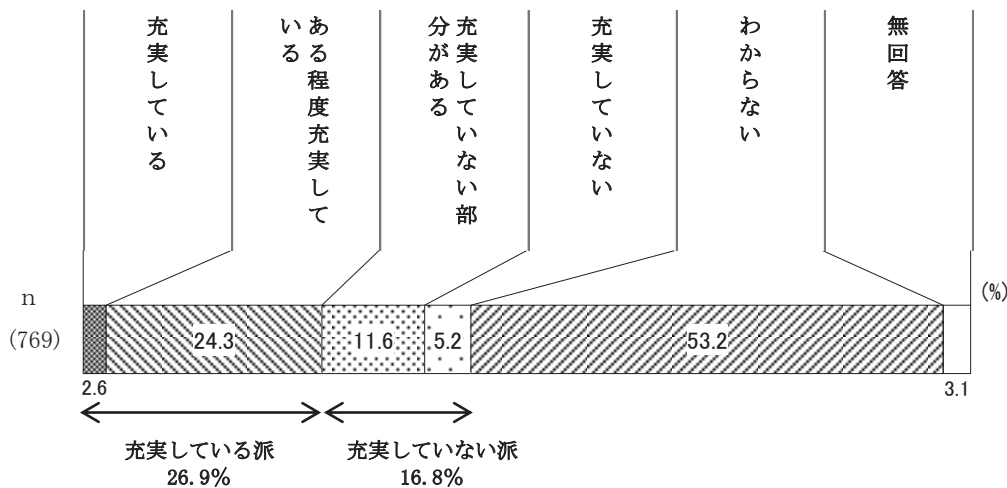 充実している
ある程度充実して
いる
充実していない部
分がある
充実していない
わからない
無回答
n
(%)
(769)
24.3
11.6
5.2
53.2
2.6
3.1
充実している派
充実していない派
26.9%
16.8%